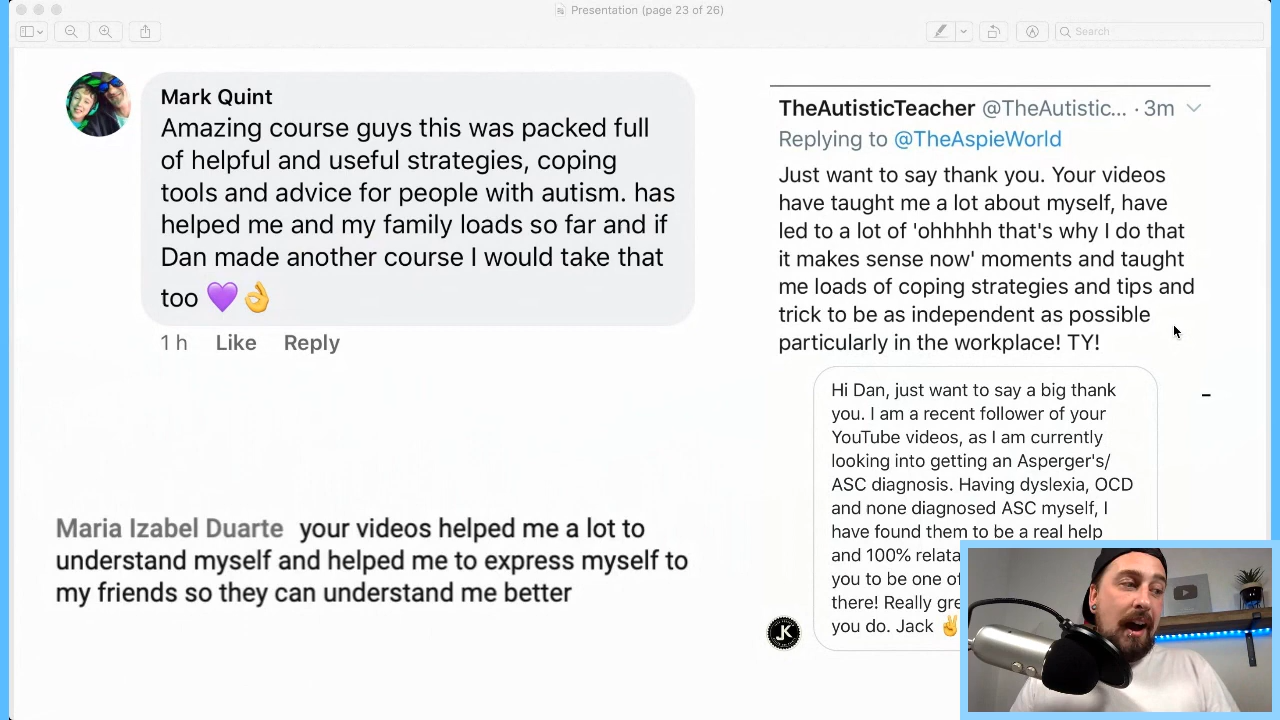 Presentation (page 23 of 26)
Search
Mark Quint
Amazing course guys this was packed full
of helpful and useful strategies, coping
tools and advice for people with autism. has
helped me and my family loads so far and if
Dan made another course I would take that
too 💜👌
1 h Like Reply
Maria Izabel Duarte your videos helped me a lot to
understand myself and helped me to express myself to
my friends so they can understand me better
TheAutisticTeacher @TheAutistic... · 3m
Replying to @TheAspieWorld
Just want to say thank you. Your videos
have taught me a lot about myself, have
led to a lot of 'ohhhhh that's why I do that
it makes sense now' moments and taught
me loads of coping strategies and tips and
trick to be as independent as possible
particularly in the workplace! TY!
Hi Dan, just want to say a big thank
you. I am a recent follower of your
YouTube videos, as I am currently
looking into getting an Asperger's/
ASC diagnosis. Having dyslexia, OCD
and none diagnosed ASC myself, I
have found them to be a real help
and 100%
you to be one
there! Really
you do. Jack ✌
JK